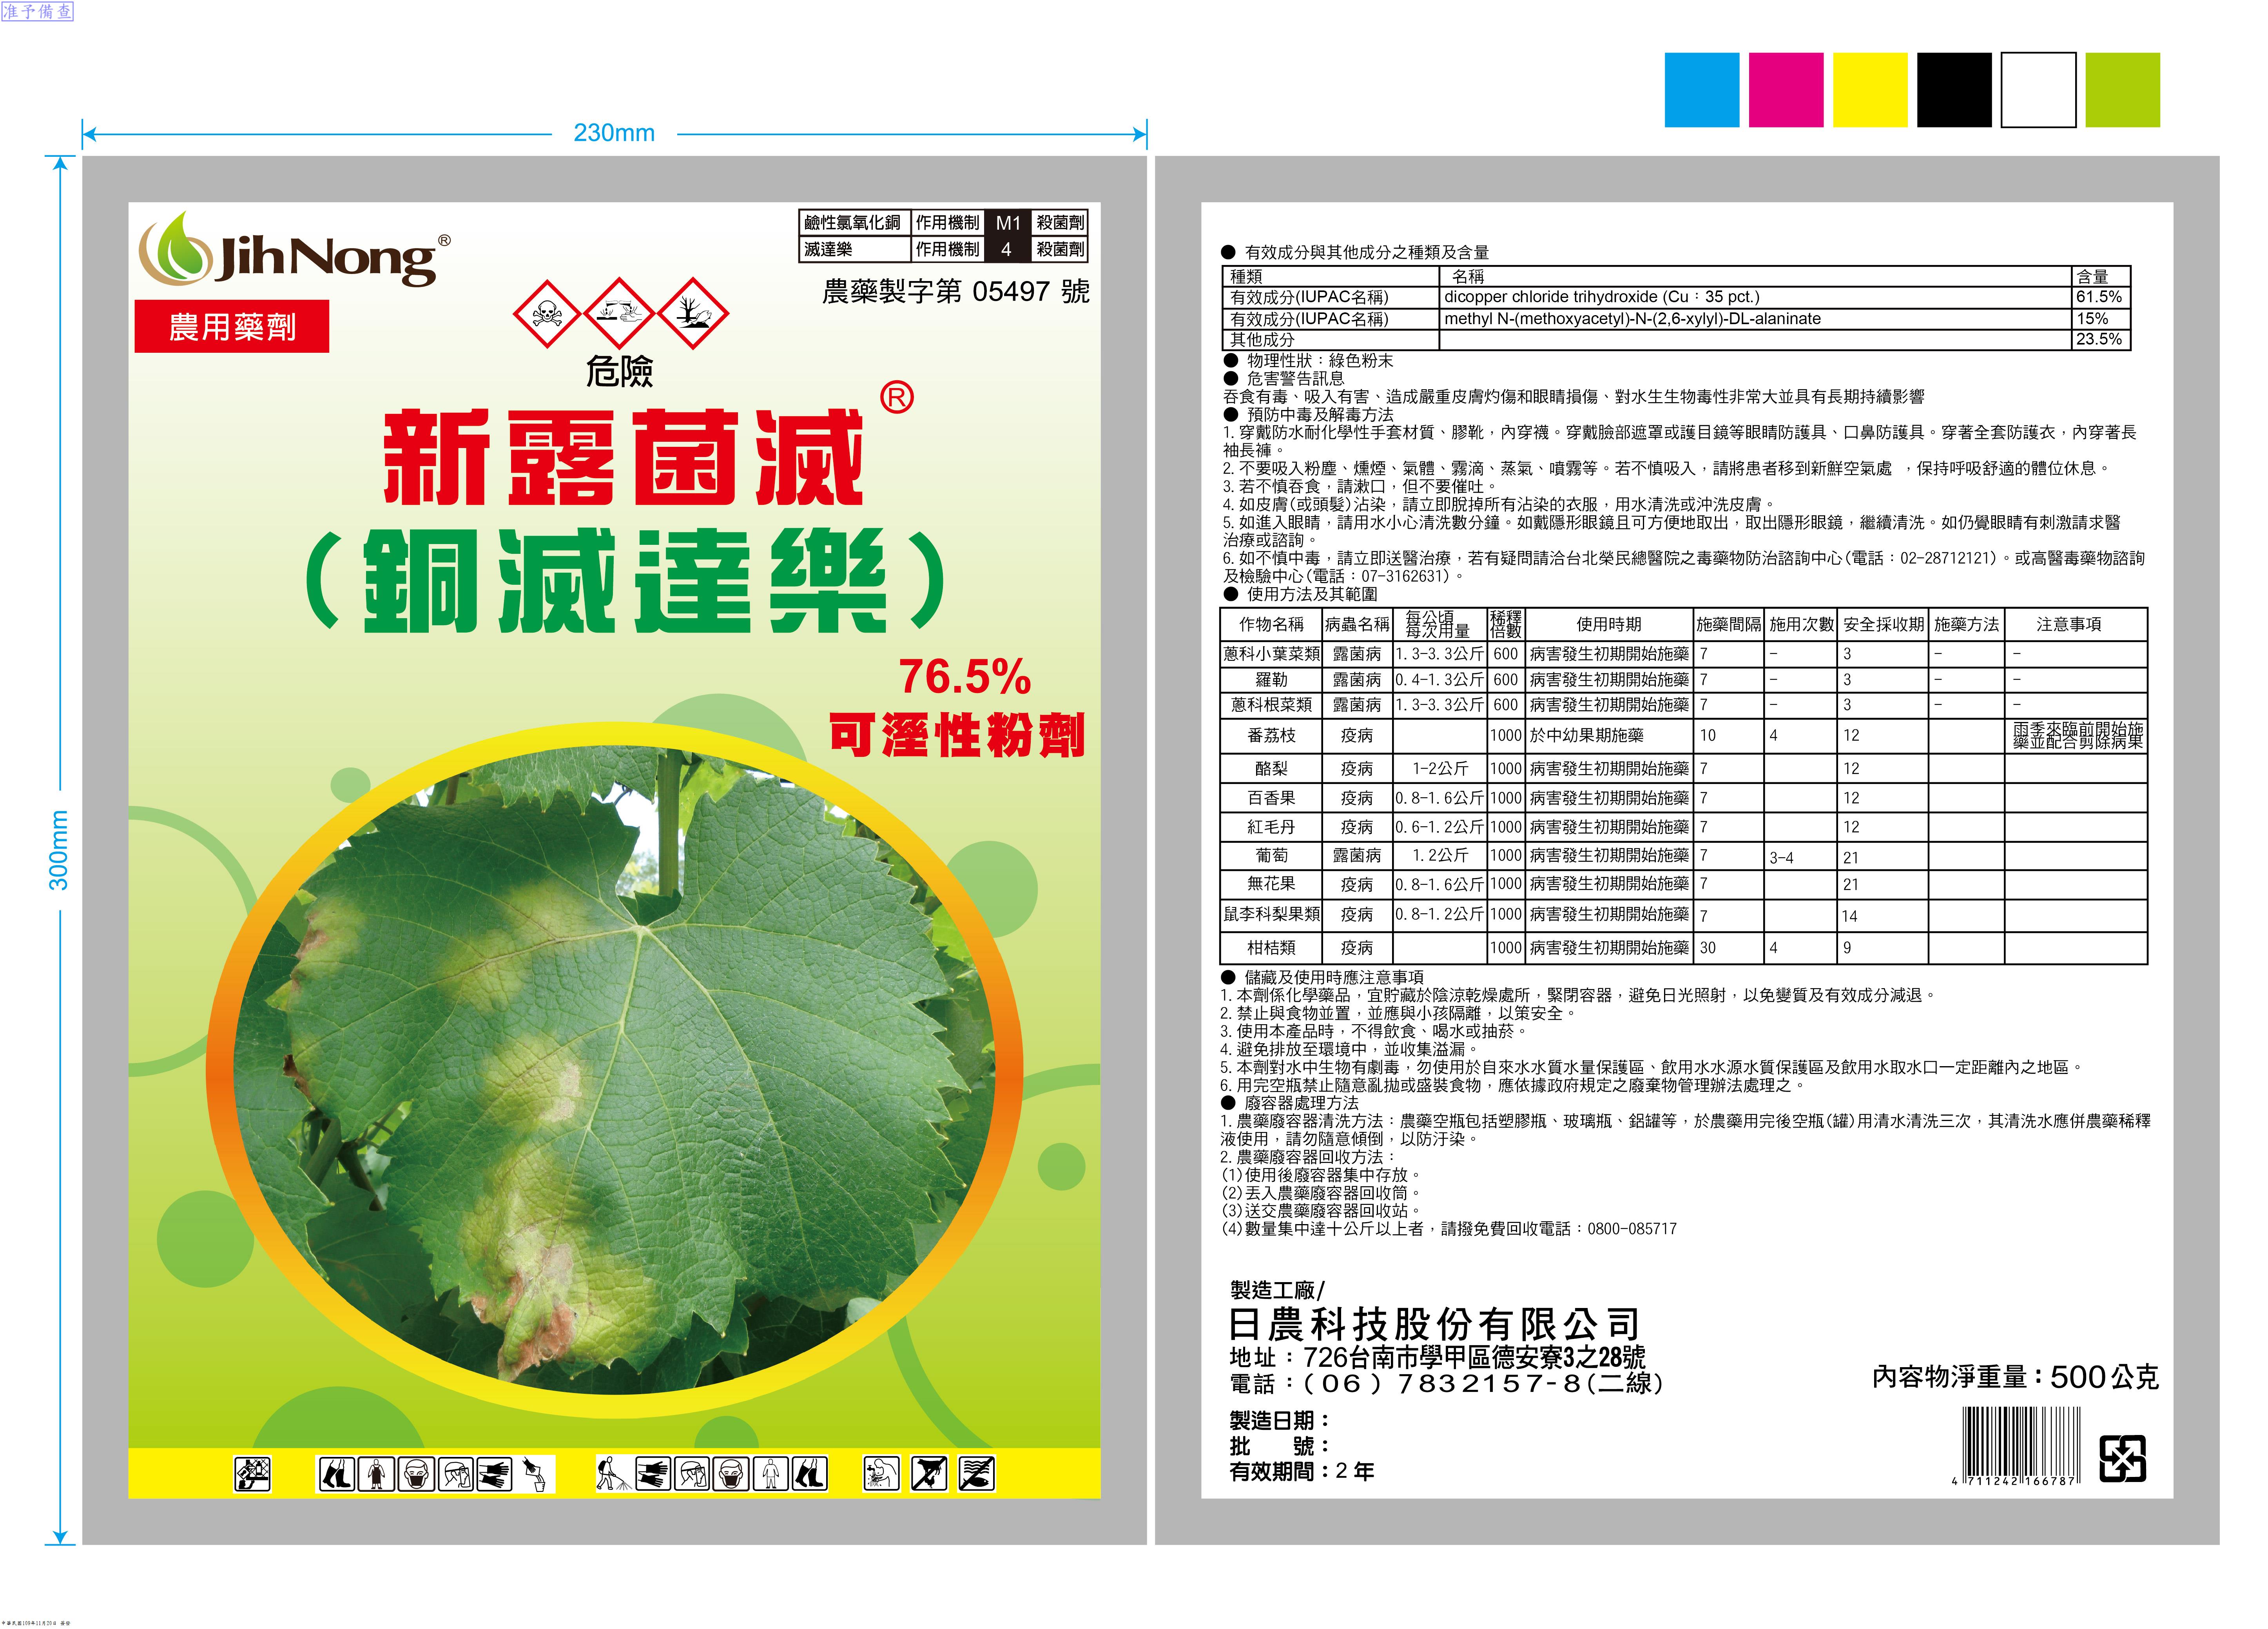 准予備查
230mm
300mm
JihNong®
農用藥劑
鹼性氯氧化銅 作用機制 M1 殺菌劑
滅達樂 作用機制 4 殺菌劑
農藥製字第 05497 號
危險
新露菌滅®
(銅滅達樂)
76.5%
可溼性粉劑
● 有效成分與其他成分之種類及含量
種類 名稱 含量
有效成分(IUPAC名稱) dicopper chloride trihydroxide (Cu：35 pct.) 61.5%
有效成分(IUPAC名稱) methyl N-(methoxyacetyl)-N-(2,6-xylyl)-DL-alaninate 15%
其他成分 23.5%
● 物理性狀：綠色粉末
● 危害警告訊息
吞食有毒、吸入有害、造成嚴重皮膚灼傷和眼睛損傷、對水生生物毒性非常大並具有長期持續影響
● 預防中毒及解毒方法
1. 穿戴防水耐化學性手套材質、膠靴，內穿襪。穿戴臉部遮罩或護目鏡等眼睛防護具、口鼻防護具。穿著全套防護衣，內穿著長
袖長褲。
2. 不要吸入粉塵、燻煙、氣體、霧滴、蒸氣、噴霧等。若不慎吸入，請將患者移到新鮮空氣處 ，保持呼吸舒適的體位休息。
3. 若不慎吞食，請漱口，但不要催吐。
4. 如皮膚(或頭髮)沾染，請立即脫掉所有沾染的衣服，用水清洗或沖洗皮膚。
5. 如進入眼睛，請用水小心清洗數分鐘。如戴隱形眼鏡且可方便地取出，取出隱形眼鏡，繼續清洗。如仍覺眼睛有刺激請求醫
治療或諮詢。
6. 如不慎中毒，請立即送醫治療，若有疑問請洽台北榮民總醫院之毒藥物防治諮詢中心(電話：02-28712121)。或高醫毒藥物諮詢
及檢驗中心(電話：07-3162631)。
● 使用方法及其範圍
作物名稱 病蟲名稱 每公頃每次用量 稀釋倍數 使用時期 施藥間隔 施用次數 安全採收期 施藥方法 注意事項
蔥科小葉菜類 露菌病 1.3-3.3公斤 600 病害發生初期開始施藥 7 - 3 - -
羅勒 露菌病 0.4-1.3公斤 600 病害發生初期開始施藥 7 - 3 - -
蔥科根菜類 露菌病 1.3-3.3公斤 600 病害發生初期開始施藥 7 - 3 - -
番荔枝 疫病 1000 於中幼果期施藥 10 4 12 雨季來臨前開始施藥並配合剪除病果
酪梨 疫病 1-2公斤 1000 病害發生初期開始施藥 7 12
百香果 疫病 0.8-1.6公斤 1000 病害發生初期開始施藥 7 12
紅毛丹 疫病 0.6-1.2公斤 1000 病害發生初期開始施藥 7 12
葡萄 露菌病 1.2公斤 1000 病害發生初期開始施藥 7 3-4 21
無花果 疫病 0.8-1.6公斤 1000 病害發生初期開始施藥 7 21
鼠李科梨果類 疫病 0.8-1.2公斤 1000 病害發生初期開始施藥 7 14
柑桔類 疫病 1000 病害發生初期開始施藥 30 4 9
● 儲藏及使用時應注意事項
1. 本劑係化學藥品，宜貯藏於陰涼乾燥處所，緊閉容器，避免日光照射，以免變質及有效成分減退。
2. 禁止與食物並置，並應與小孩隔離，以策安全。
3. 使用本產品時，不得飲食、喝水或抽菸。
4. 避免排放至環境中，並收集溢漏。
5. 本劑對水中生物有劇毒，勿使用於自來水水質水量保護區、飲用水水源水質保護區及飲用水取水口一定距離內之地區。
6. 用完空瓶禁止隨意亂拋或盛裝食物，應依據政府規定之廢棄物管理辦法處理之。
● 廢容器處理方法
1. 農藥廢容器清洗方法：農藥空瓶包括塑膠瓶、玻璃瓶、鋁罐等，於農藥用完後空瓶(罐)用清水清洗三次，其清洗水應併農藥稀釋
液使用，請勿隨意傾倒，以防汙染。
2. 農藥廢容器回收方法：
(1)使用後廢容器集中存放。
(2)丟入農藥廢容器回收筒。
(3)送交農藥廢容器回收站。
(4)數量集中達十公斤以上者，請撥免費回收電話：0800-085717
製造工廠/
日農科技股份有限公司
地址：726台南市學甲區德安寮3之28號
電話：(06) 7832157-8(二線)
內容物淨重量：500公克
製造日期：
批 號：
有效期間：2 年
4 711242 166787
中華民國109年11月20日 簽發